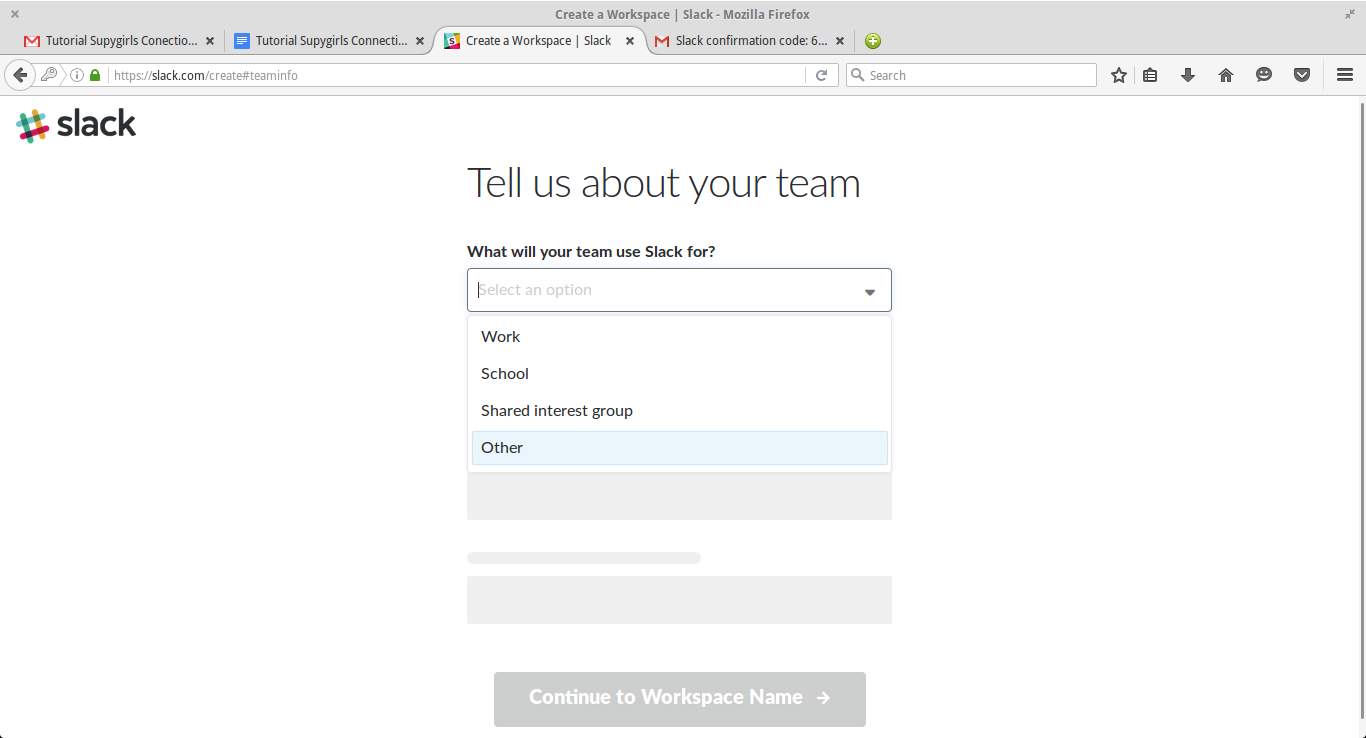 Create a Workspace | Slack - Mozilla Firefox
Tutorial Supygirls Conectio...
Tutorial Supygirls Connecti...
Create a Workspace | Slack
Slack confirmation code: 6...
https://slack.com/create#teaminfo
Search
slack
Tell us about your team
What will your team use Slack for?
Select an option
Work
School
Shared interest group
Other
Continue to Workspace Name →